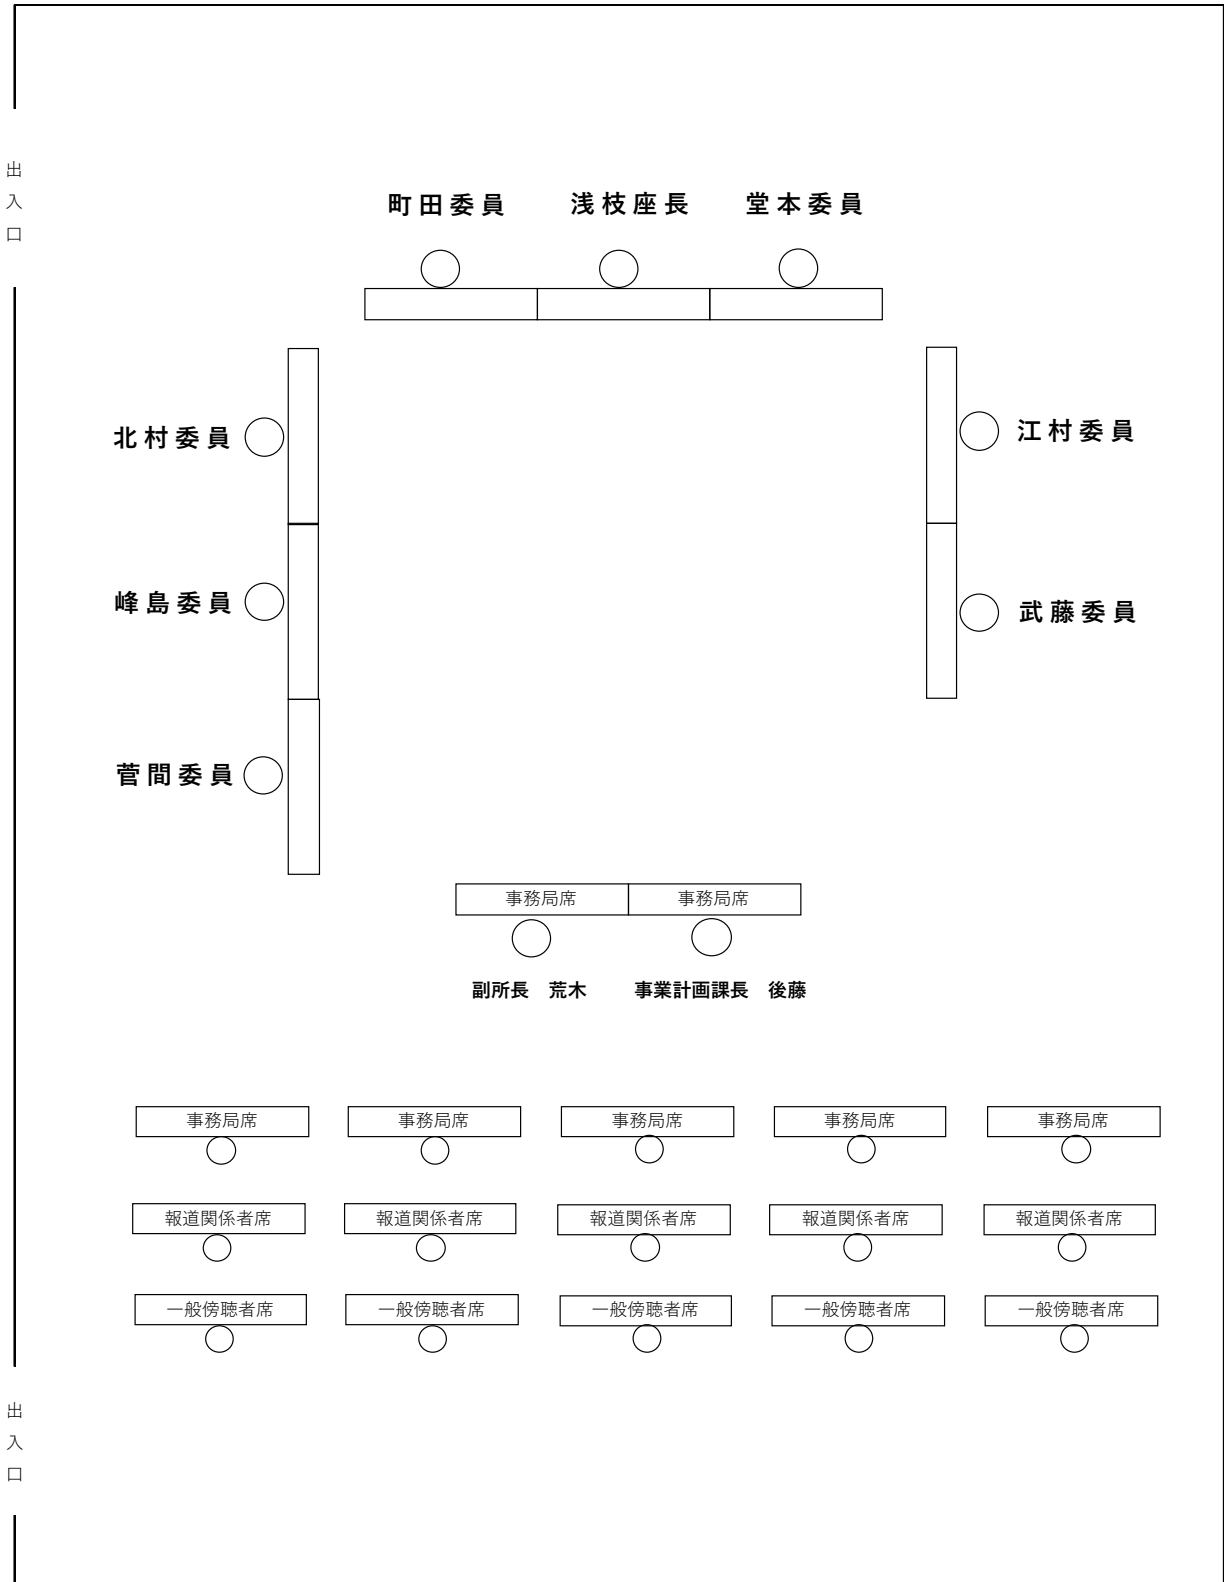 出入口
町田委員 浅枝座長 堂本委員
北村委員 江村委員
峰島委員 武藤委員
菅間委員
事務局席 事務局席
副所長 荒木 事業計画課長 後藤
事務局席 事務局席 事務局席 事務局席 事務局席
報道関係者席 報道関係者席 報道関係者席 報道関係者席 報道関係者席
一般傍聴者席 一般傍聴者席 一般傍聴者席 一般傍聴者席 一般傍聴者席
出入口